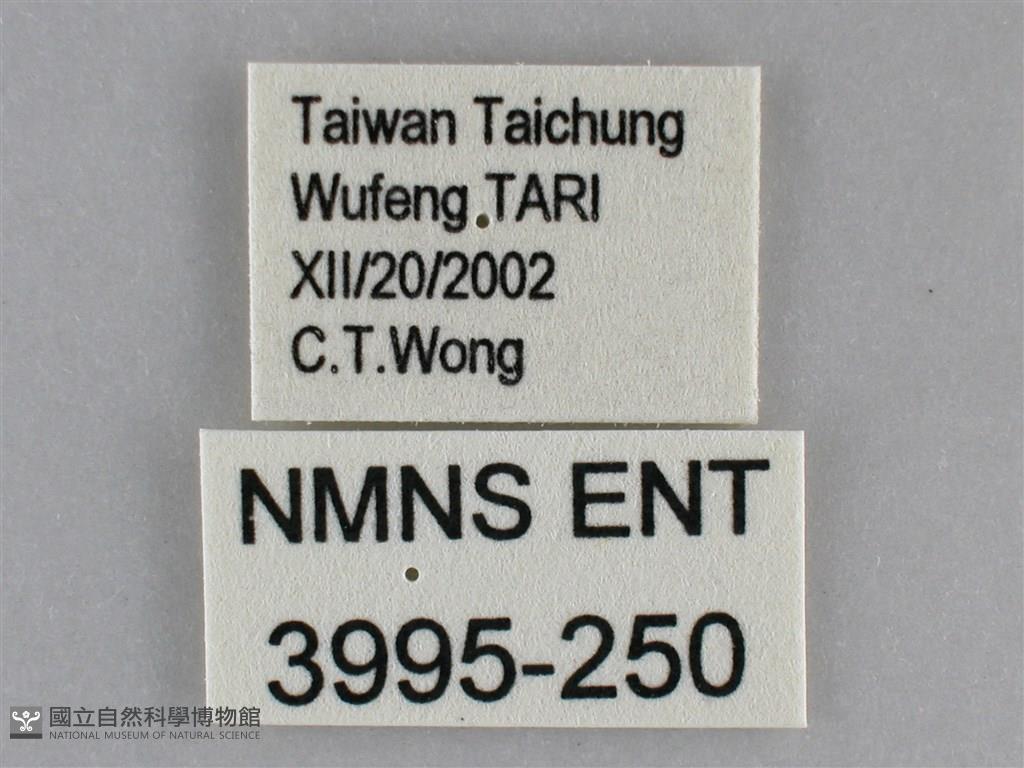 Taiwan Taichung
Wufeng TARI
XII/20/2002
C.T.Wong
NMNS ENT
3995-250
國立自然科學博物館
NATIONAL MUSEUM OF NATURAL SCIENCE